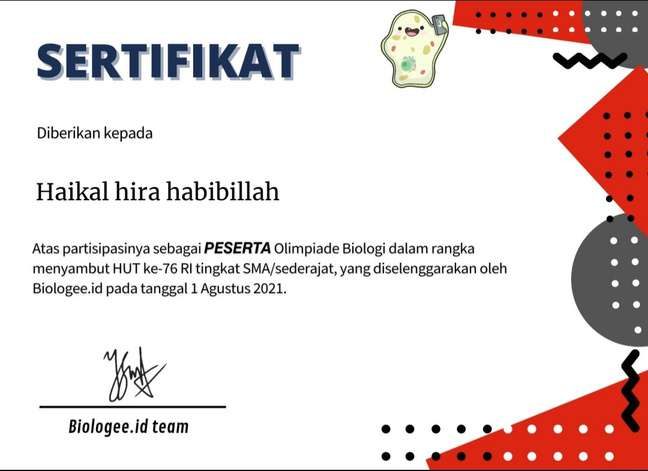 SERTIFIKAT
Diberikan kepada
Haikal hira habibillah
Atas partisipasinya sebagai PESERTA Olimpiade Biologi dalam rangka
menyambut HUT ke-76 RI tingkat SMA/sederajat, yang diselenggarakan oleh
Biologee.id pada tanggal 1 Agustus 2021.
Biologee.id team